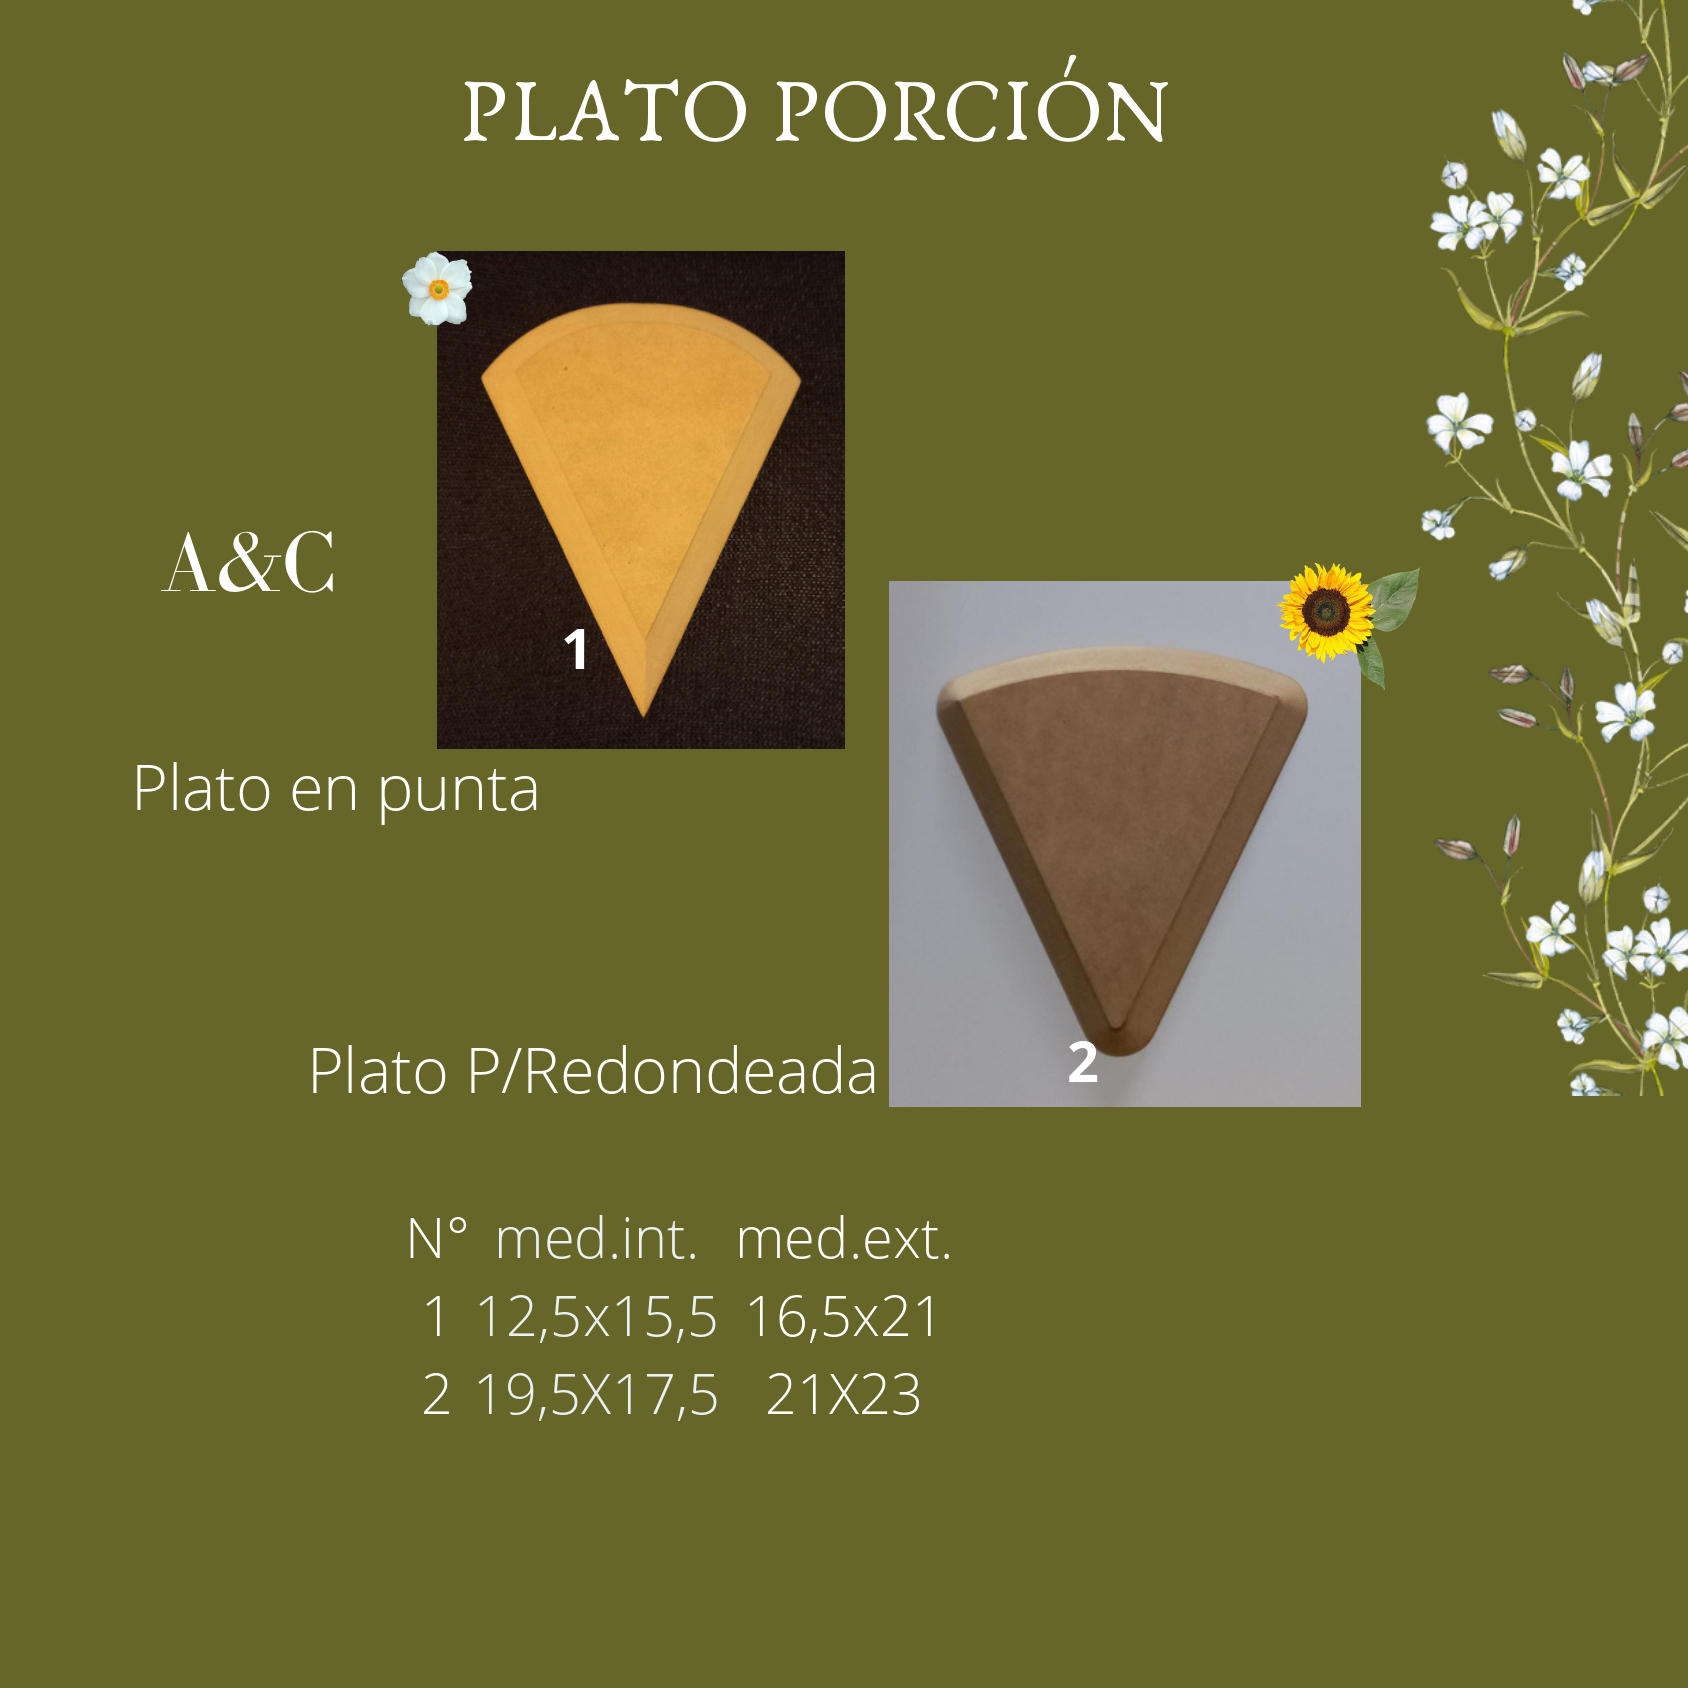 PLATO PORCIÓN
A&C
1
Plato en punta
Plato P/Redondeada
2
N° med.int. med.ext.
1 12,5x15,5 16,5x21
2 19,5X17,5 21X23